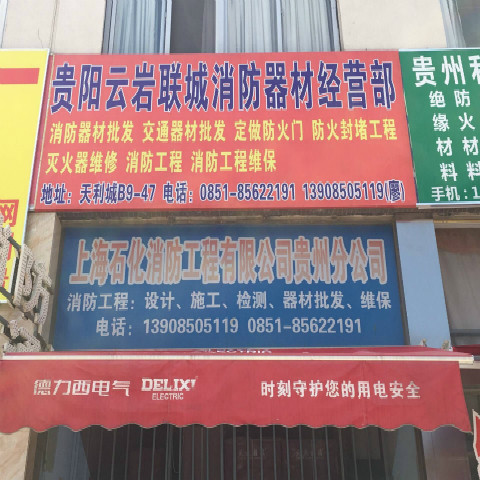 贵阳云岩联城消防器材经营部
消防器材批发 交通器材批发 定做防火门 防火封堵工程
灭火器维修 消防工程 消防工程维保
地址：天利城B9-47 电话：0851-85622191 13908505119(廖)
上海石化消防工程有限公司贵州分公司
消防工程：设计、施工、检测、器材批发、维保
电话：13908505119 0851-85622191
德力西电气 DELIXI ELECTRIC 时刻守护您的用电安全
贵州
绝 防
缘 火
材 材
料 料
手机：1
网